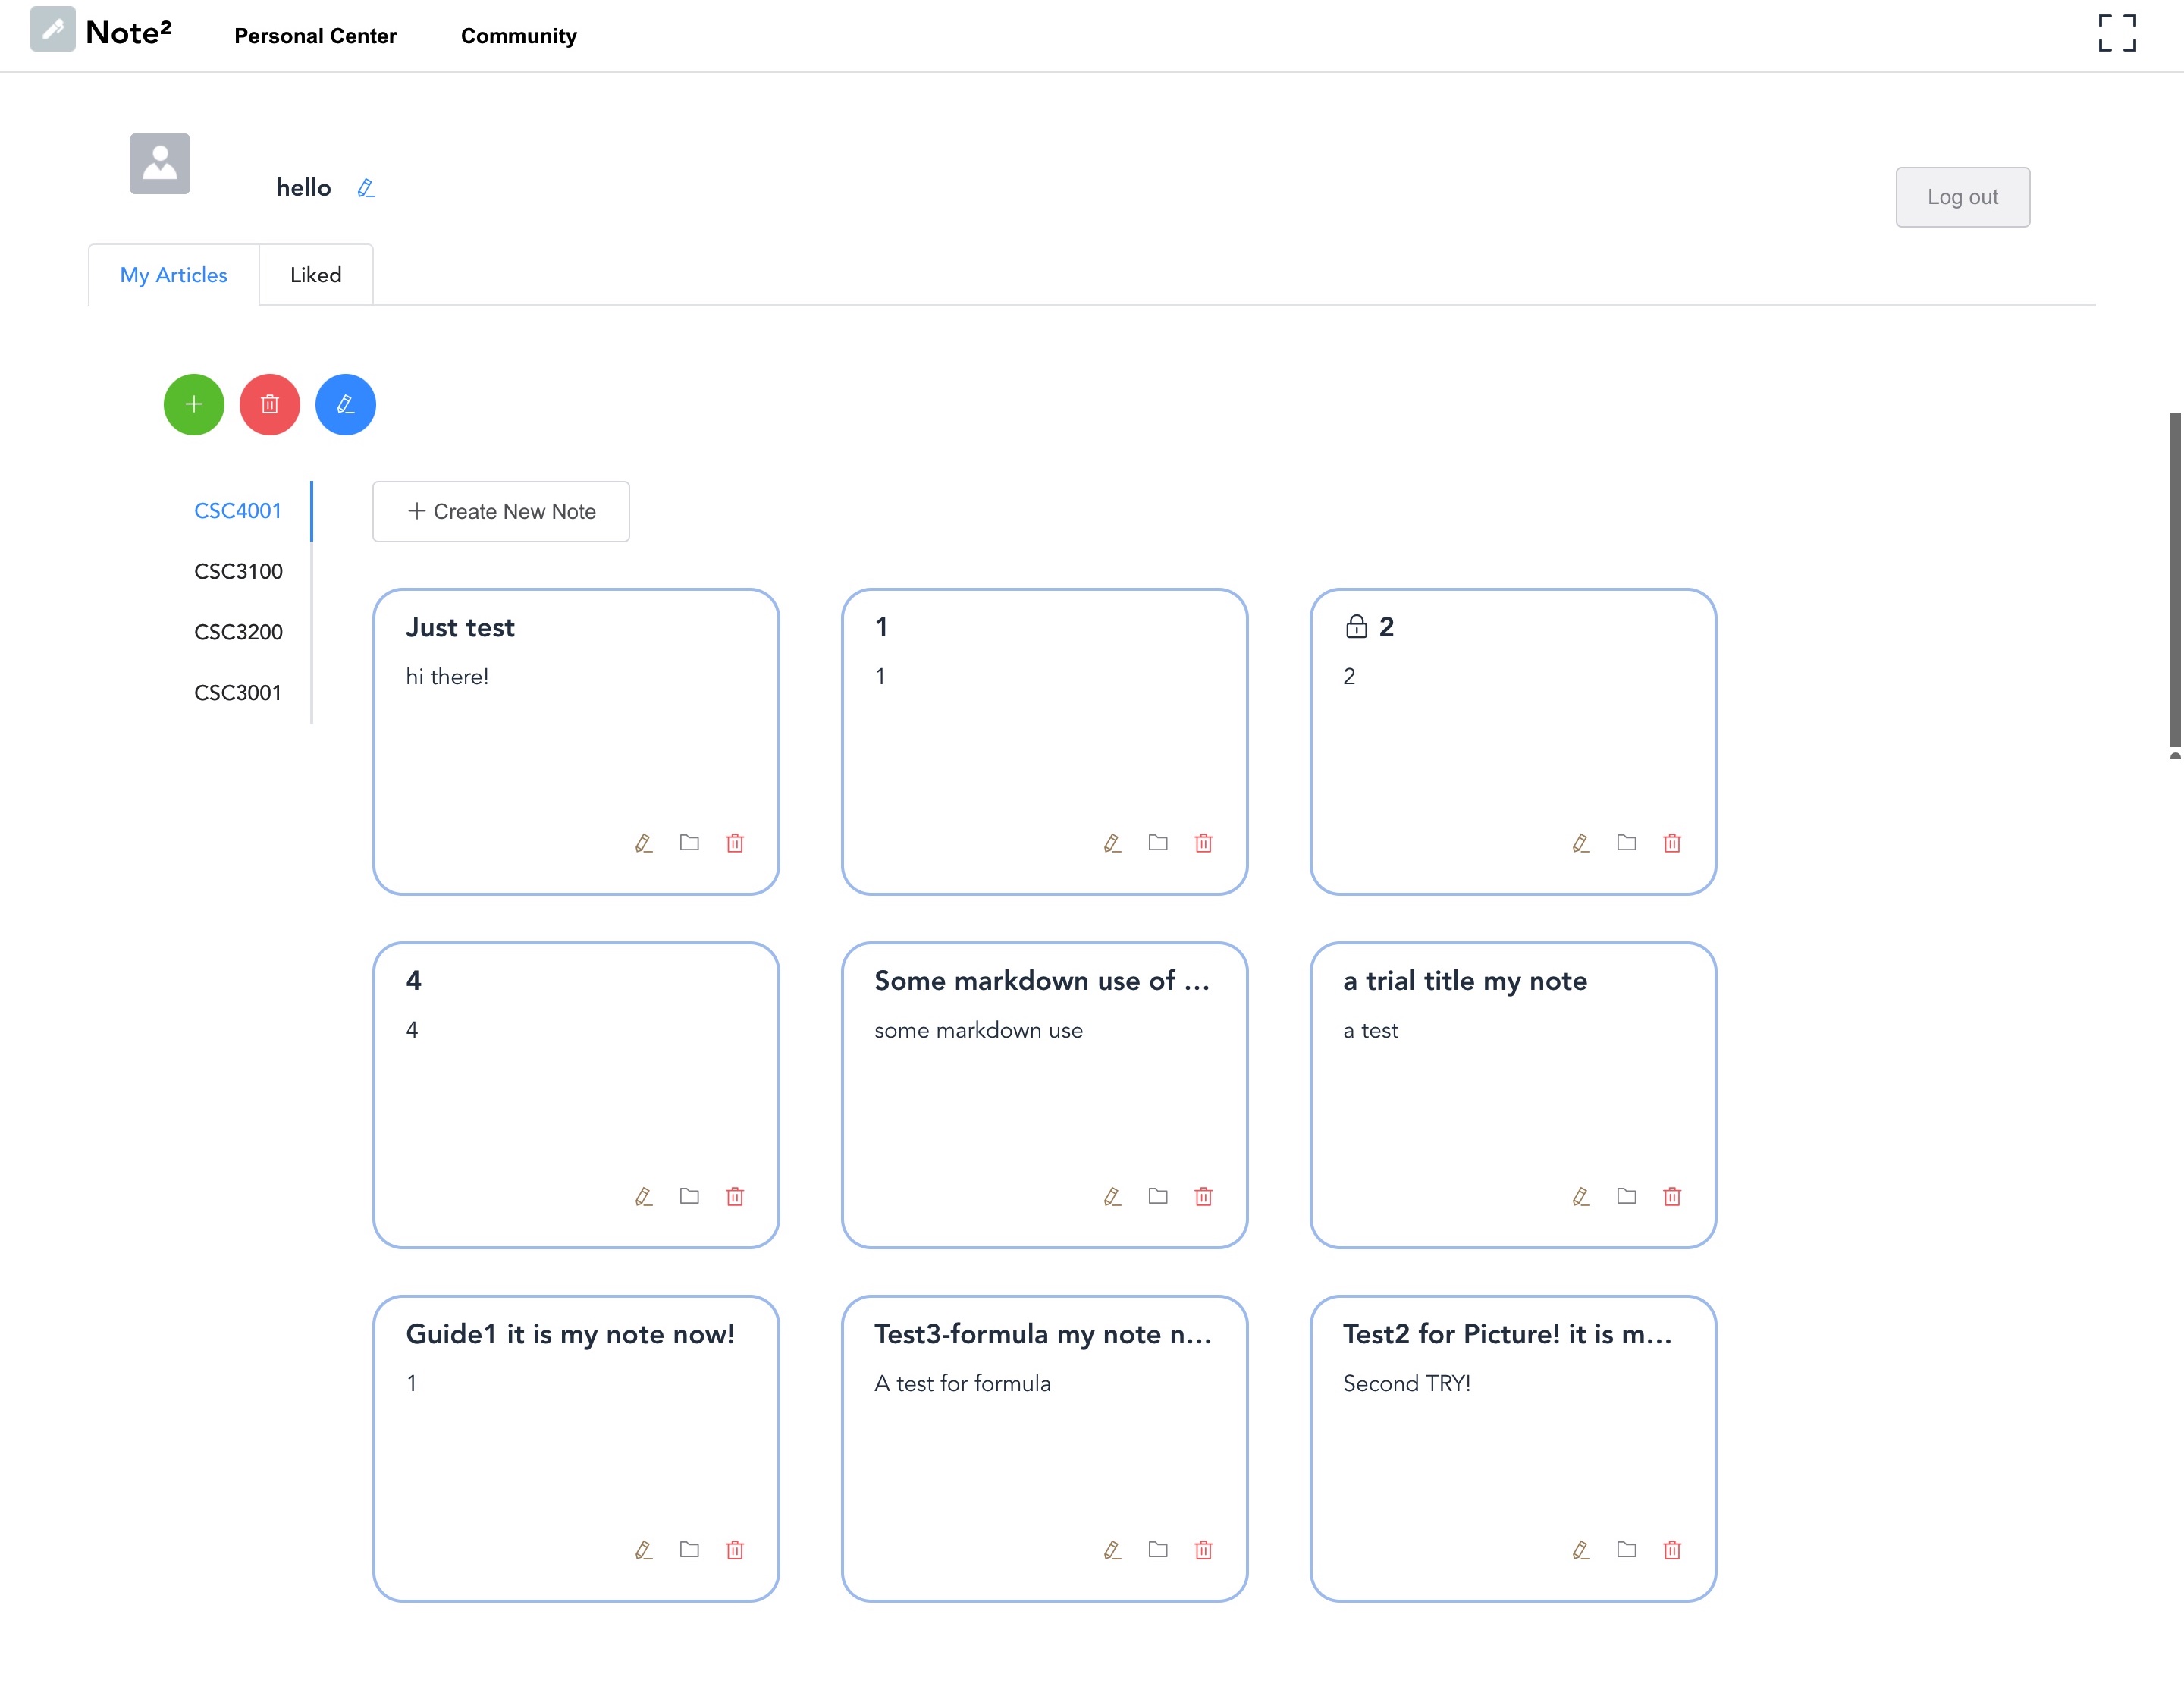 Note² Personal Center Community
hello
Log out
My Articles Liked
CSC4001
CSC3100
CSC3200
CSC3001
+ Create New Note
Just test
hi there!
1
1
2
2
4
4
Some markdown use of ...
some markdown use
a trial title my note
a test
Guide1 it is my note now!
1
Test3-formula my note n...
A test for formula
Test2 for Picture! it is m...
Second TRY!